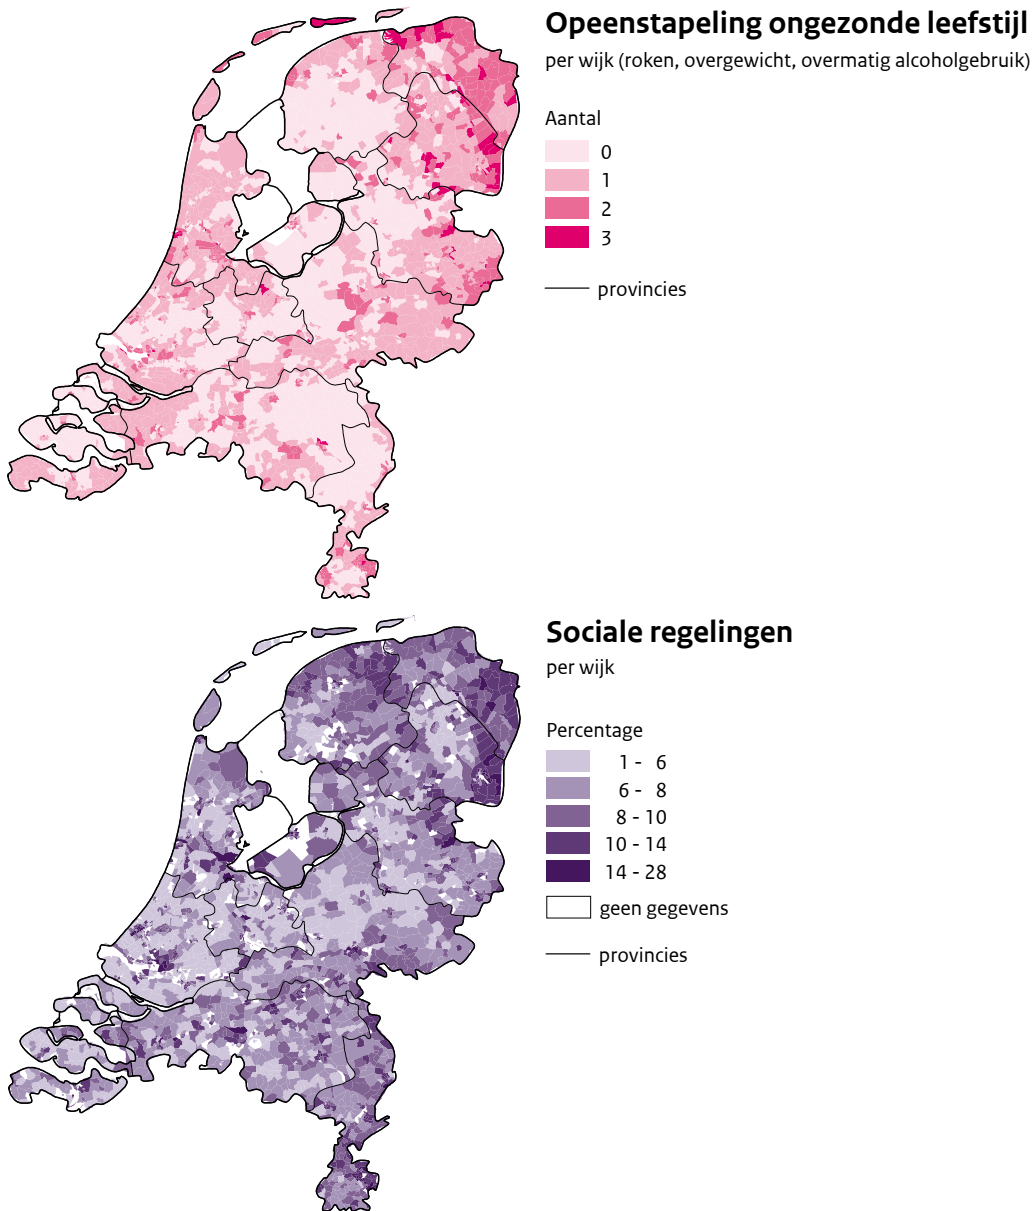 Opeenstapeling ongezonde leefstijl
per wijk (roken, overgewicht, overmatig alcoholgebruik)
Aantal
0
1
2
3
provincies
Sociale regelingen
per wijk
Percentage
1 - 6
6 - 8
8 - 10
10 - 14
14 - 28
geen gegevens
provincies